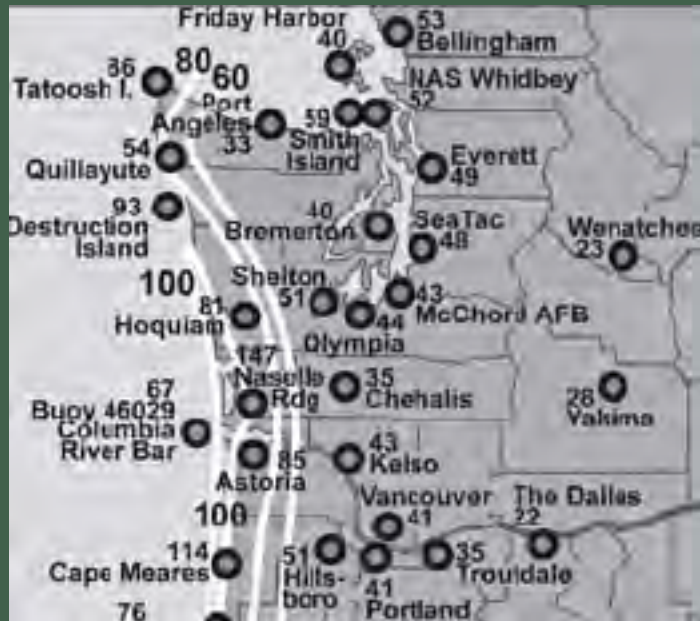 Friday Harbor
53
Bellingham
40
86
80
Tatoosh I.
60
NAS Whidbey
52
Port
Angeles
33
59
Smith
Island
54
Quillayute
Everett
49
93
Destruction
Island
40
Bremerton
SeaTac
48
Wenatchee
23
100
Shelton
51
43
McChord AFB
81
Hoquiam
44
Olympia
147
Naselle
Rdg
35
Chehalis
28
Yakima
67
Buoy 46029
Columbia
River Bar
85
Astoria
43
Kelso
Vancouver
41
The Dalles
22
100
114
Cape Meares
51
Hills-
boro
41
Portland
35
Troutdale
76